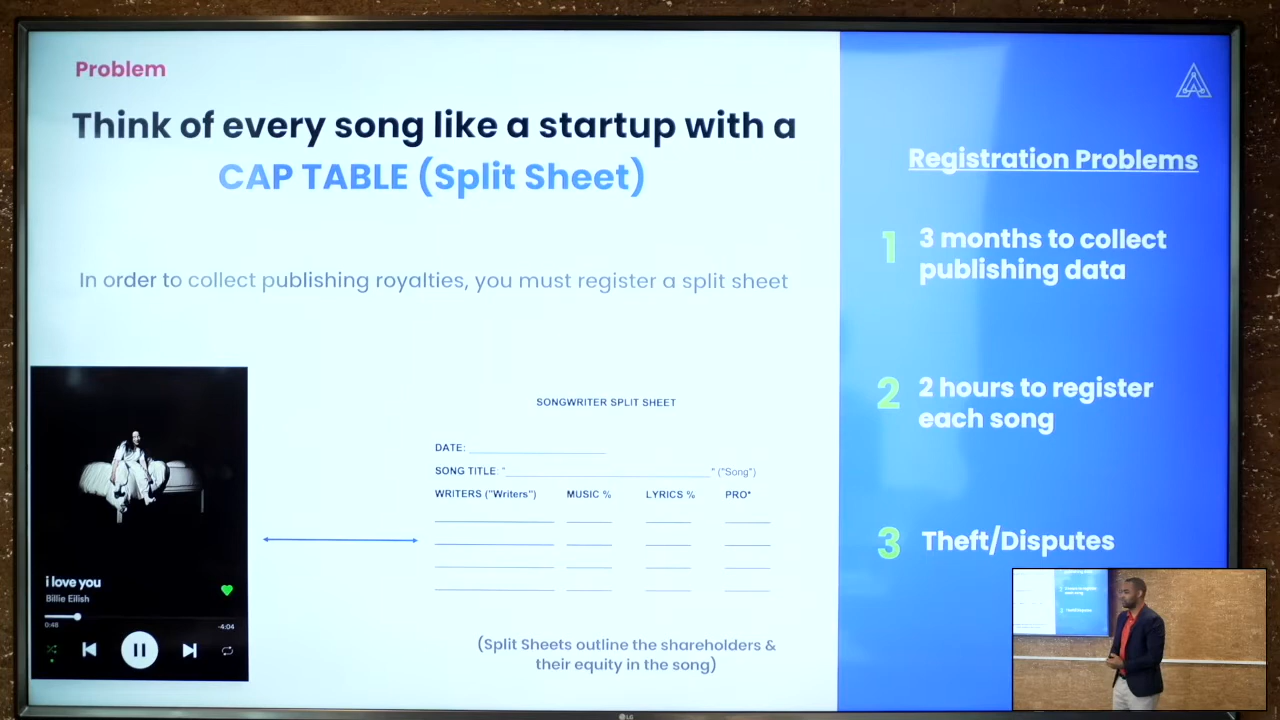 Problem
Think of every song like a startup with a
CAP TABLE (Split Sheet)
In order to collect publishing royalties, you must register a split sheet
i love you
Billie Eilish
0:48
-4:04
SONGWRITER SPLIT SHEET
DATE:
SONG TITLE: " " ("Song")
WRITERS ("Writers") MUSIC % LYRICS % PRO*
(Split Sheets outline the shareholders &
their equity in the song)
Registration Problems
1 3 months to collect
publishing data
2 2 hours to register
each song
3 Theft/Disputes
LG